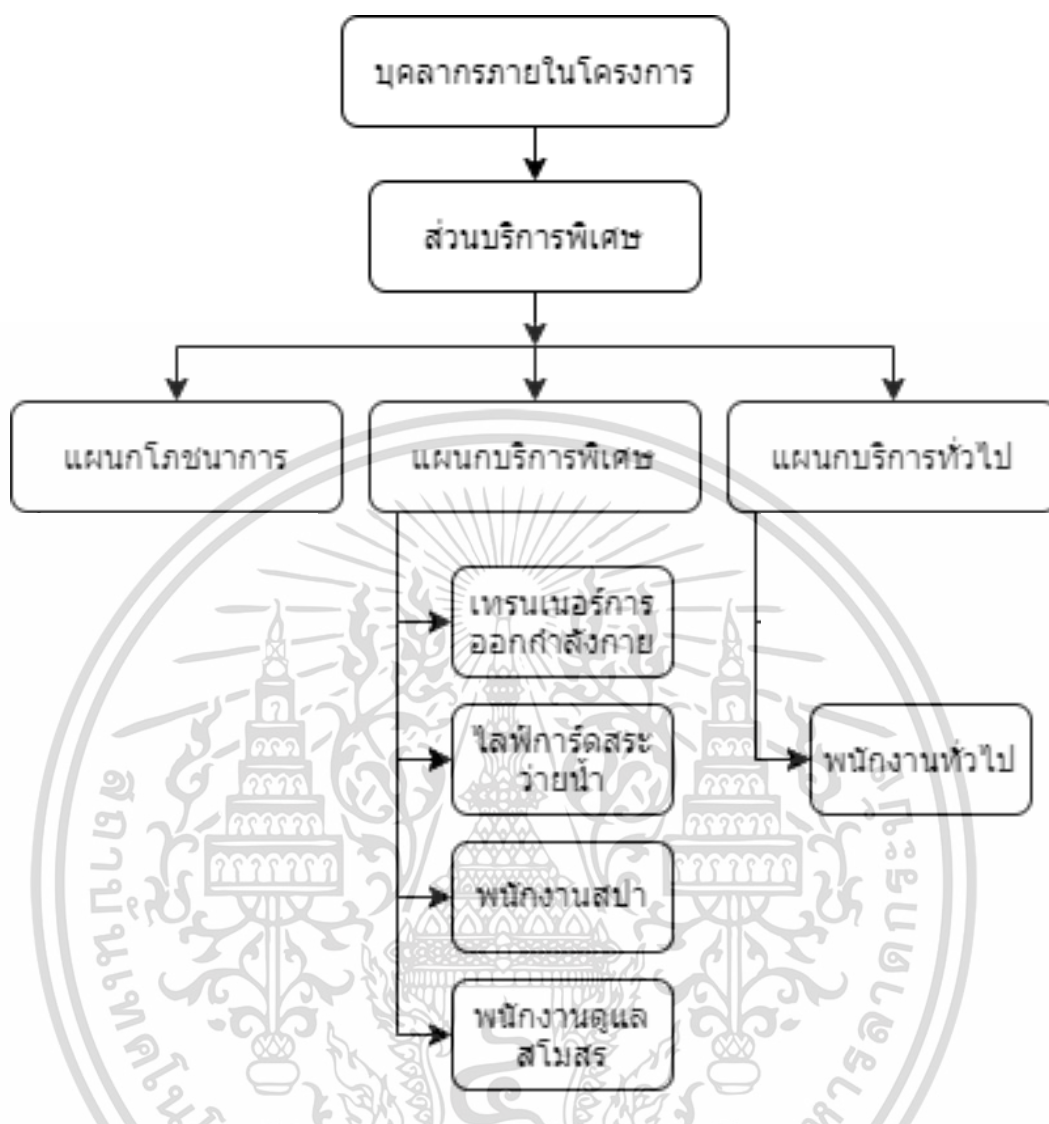 บุคลากรภายในโครงการ
ส่วนบริการพิเศษ
แผนกโภชนาการ
แผนกบริการพิเศษ
แผนกบริการทั่วไป
เทรนเนอร์การ
ออกกำลังกาย
ไลฟ์การ์ดสระ
ว่ายน้ำ
พนักงานทั่วไป
พนักงานสปา
พนักงานดูแล
สโมสร